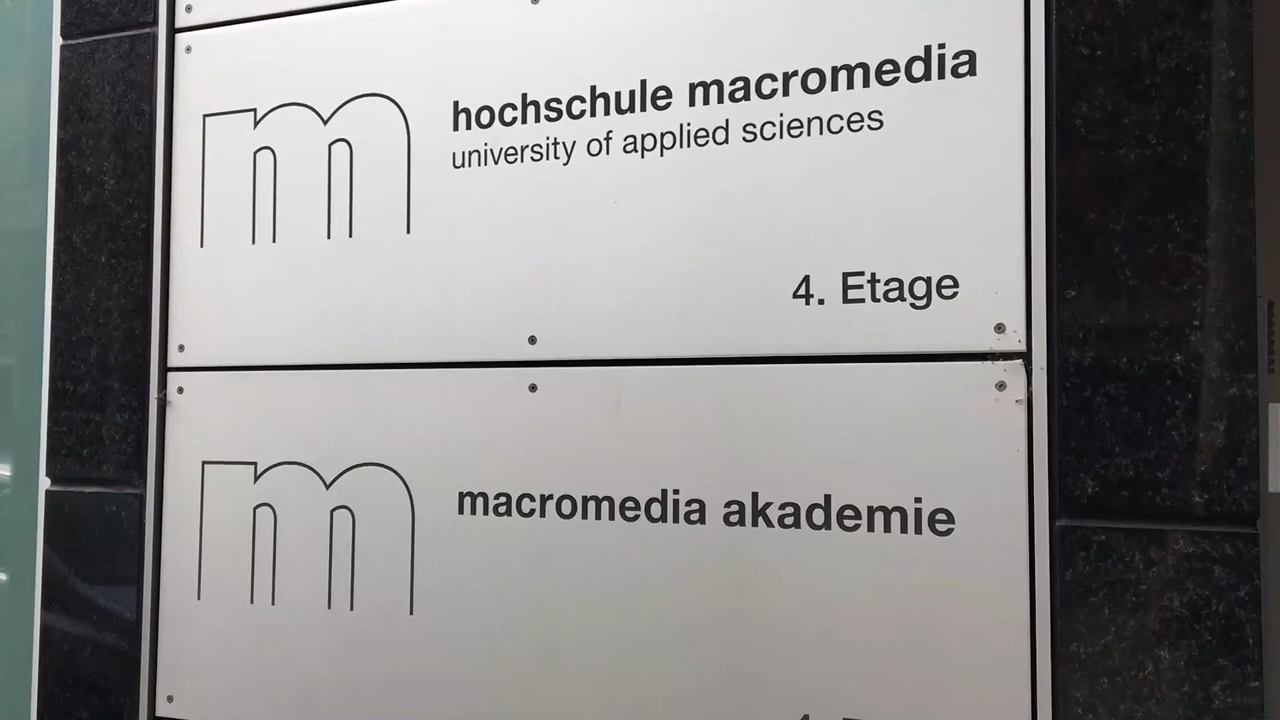 m
hochschule macromedia
university of applied sciences
4. Etage
m
macromedia akademie